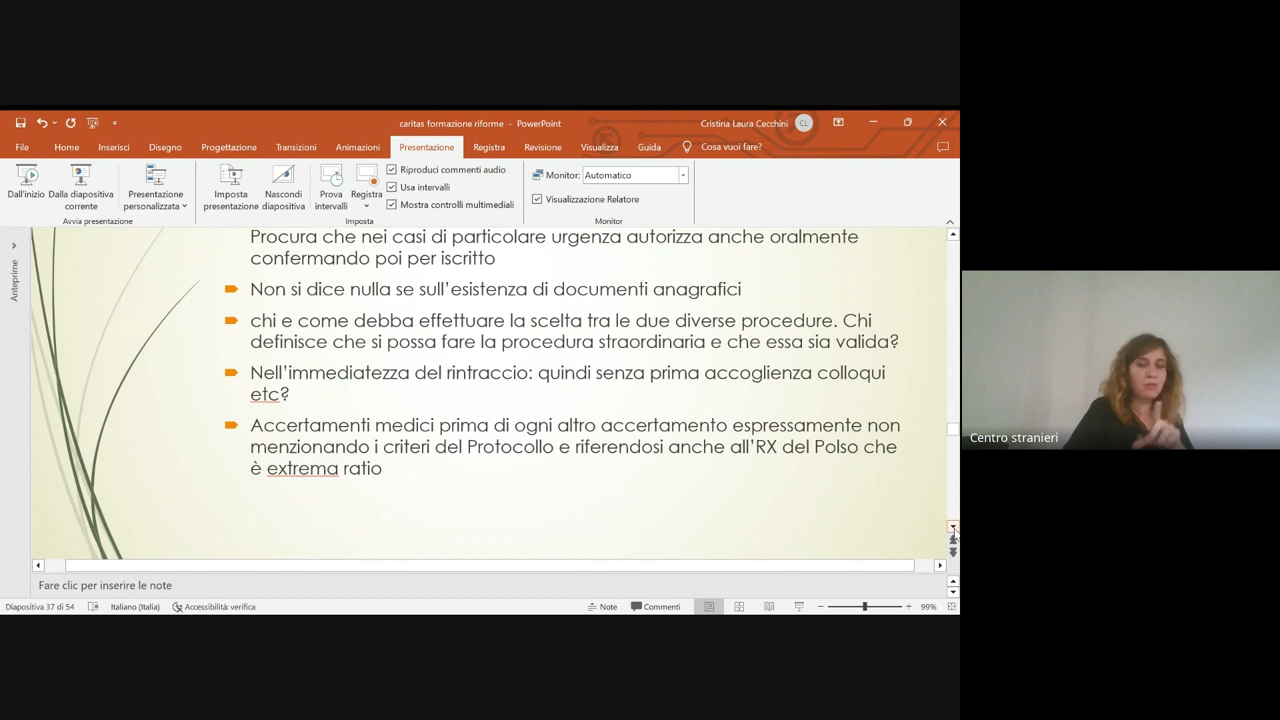 caritas formazione riforme - PowerPoint
Cristina Laura Cecchini CL
File Home Inserisci Disegno Progettazione Transizioni Animazioni Presentazione Registra Revisione Visualizza Guida Cosa vuoi fare?
Dall'inizio
Dalla diapositiva
corrente
Presentazione
personalizzata
Avvia presentazione
Imposta
presentazione
Nascondi
diapositiva
Prova
intervalli
Registra
Riproduci commenti audio
Usa intervalli
Mostra controlli multimediali
Imposta
Monitor: Automatico
Visualizzazione Relatore
Monitor
Anteprime
Procura che nei casi di particolare urgenza autorizza anche oralmente
confermando poi per iscritto
Non si dice nulla se sull'esistenza di documenti anagrafici
chi e come debba effettuare la scelta tra le due diverse procedure. Chi
definisce che si possa fare la procedura straordinaria e che essa sia valida?
Nell'immediatezza del rintraccio: quindi senza prima accoglienza colloqui
etc?
Accertamenti medici prima di ogni altro accertamento espressamente non
menzionando i criteri del Protocollo e riferendosi anche all'RX del Polso che
è extrema ratio
Fare clic per inserire le note
Diapositiva 37 di 54 Italiano (Italia) Accessibilità: verifica Note Commenti 99%
Centro stranieri